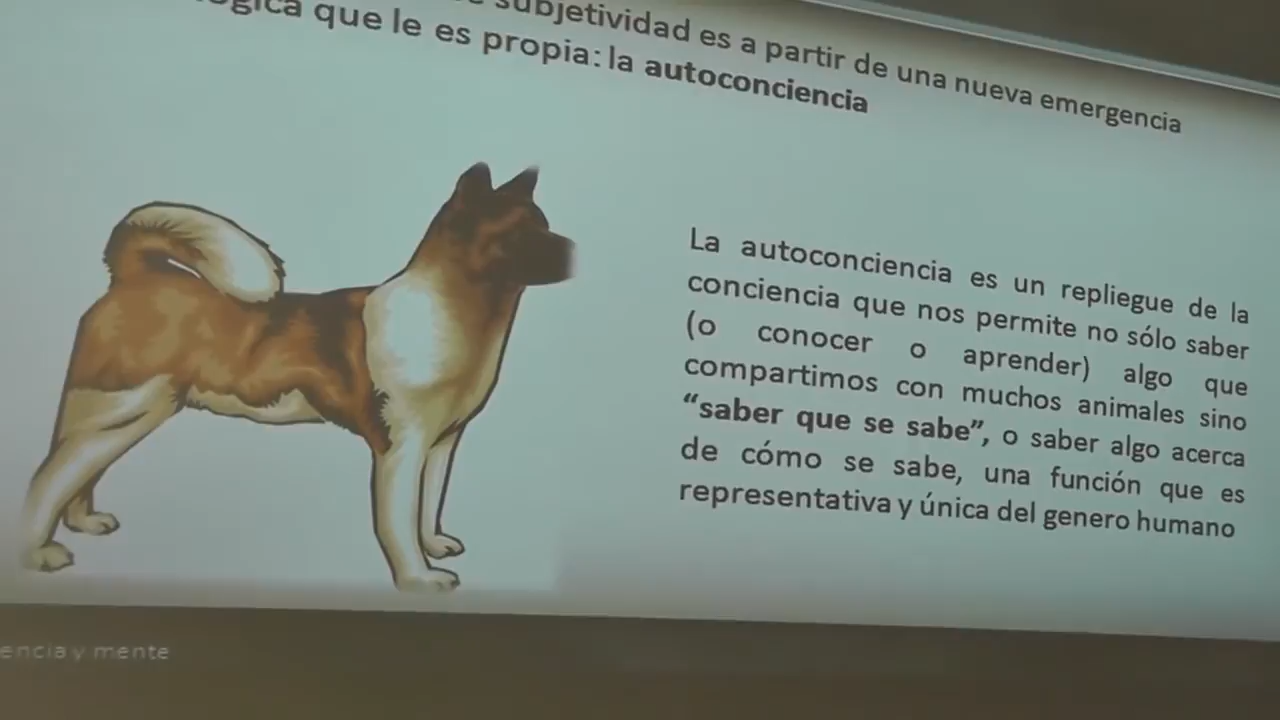 subjetividad es a partir de una nueva emergencia
que le es propia: la autoconciencia
La autoconciencia es un repliegue de la
conciencia que nos permite no sólo saber
(o conocer o aprender) algo que
compartimos con muchos animales sino
“saber que se sabe”, o saber algo acerca
de cómo se sabe, una función que es
representativa y única del genero humano
encia y mente